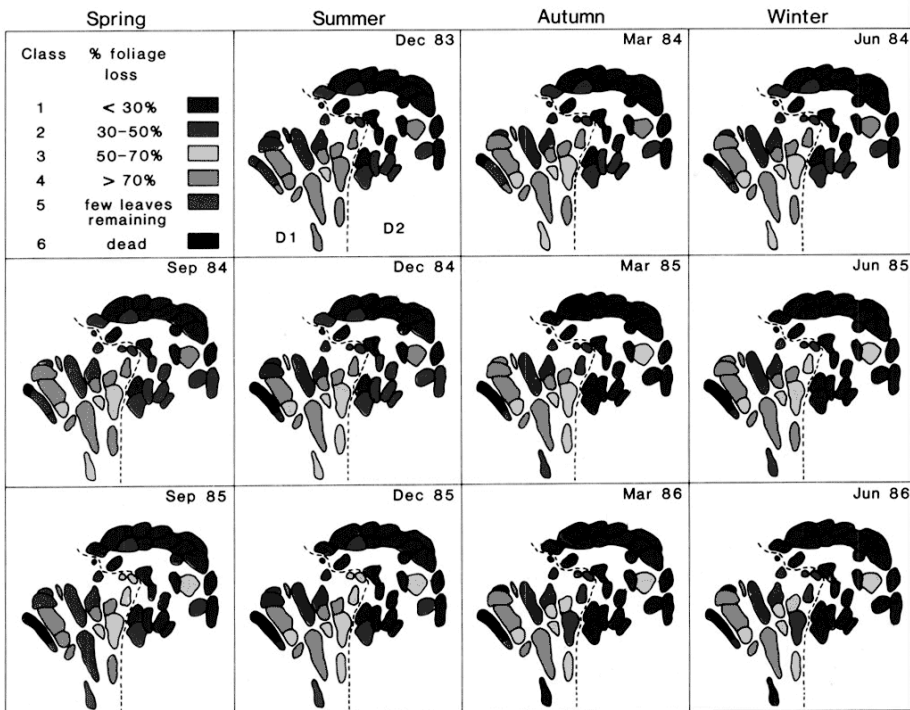 Spring Summer Autumn Winter
Class % foliage loss
1 < 30%
2 30-50%
3 50-70%
4 > 70%
5 few leaves remaining
6 dead
Dec 83
D1 D2
Mar 84
Jun 84
Sep 84
Dec 84
Mar 85
Jun 85
Sep 85
Dec 85
Mar 86
Jun 86